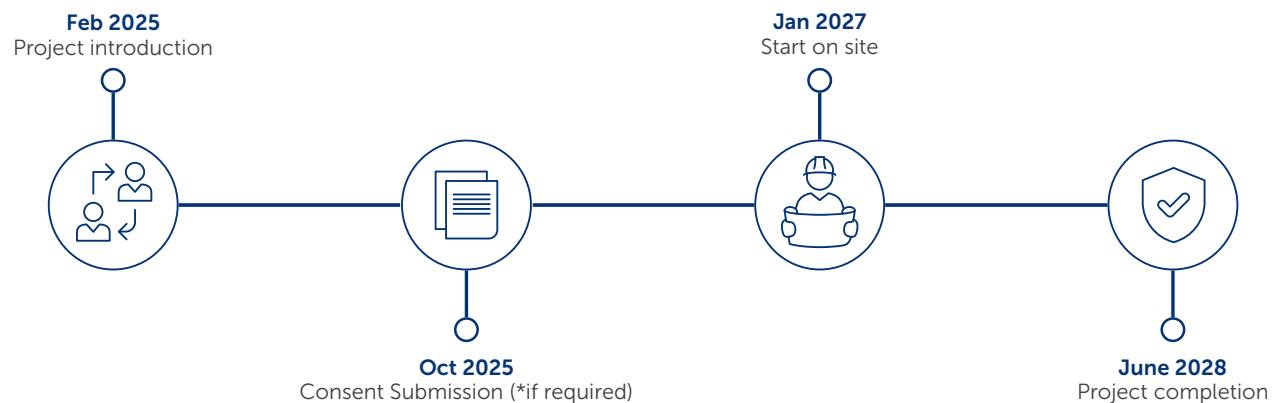 Feb 2025
Project introduction
Oct 2025
Consent Submission (*if required)
Jan 2027
Start on site
June 2028
Project completion